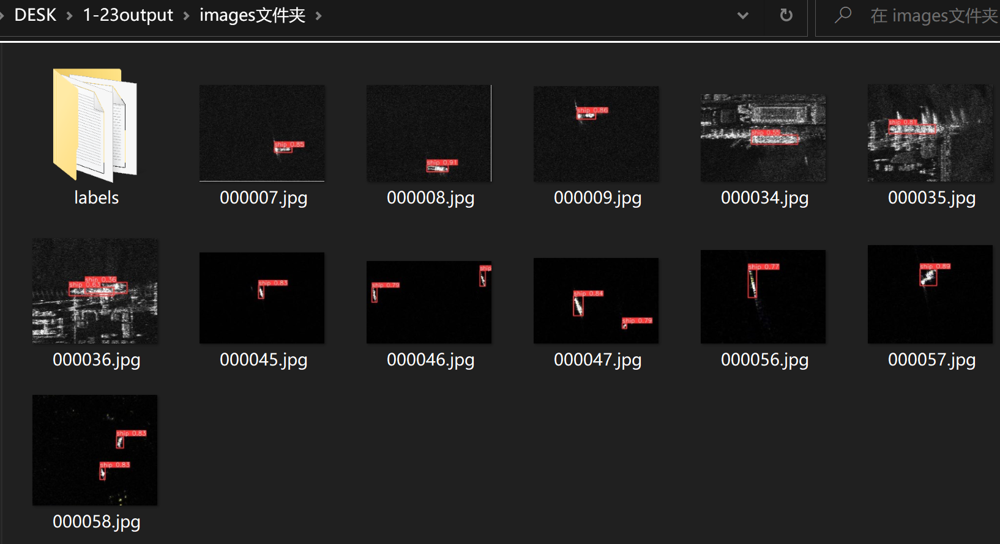 DESK > 1-23output > images文件夹 >
在 images文件夹
ship 0.85
ship 0.91
ship 0.86
ship 0.55
ship 0.81
labels
000007.jpg
000008.jpg
000009.jpg
000034.jpg
000035.jpg
ship 0.36
ship 0.63
ship 0.83
ship 0.79
ship
ship 0.84
ship 0.79
ship 0.77
ship 0.89
000036.jpg
000045.jpg
000046.jpg
000047.jpg
000056.jpg
000057.jpg
ship 0.83
ship 0.83
000058.jpg